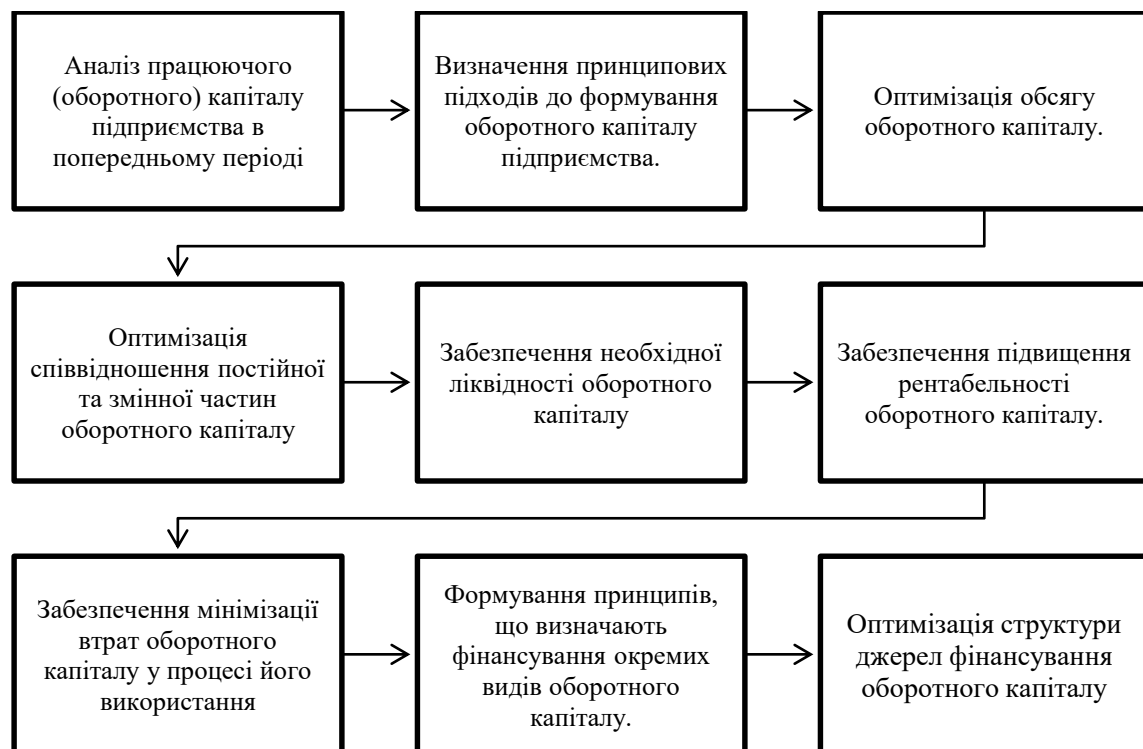 Аналіз працюючого
(оборотного) капіталу
підприємства в
попередньому періоді
Визначення принципових
підходів до формування
оборотного капіталу
підприємства.
Оптимізація обсягу
оборотного капіталу.
Оптимізація
співвідношення постійної
та змінної частин
оборотного капіталу
Забезпечення необхідної
ліквідності оборотного
капіталу
Забезпечення підвищення
рентабельності
оборотного капіталу.
Забезпечення мінімізації
втрат оборотного
капіталу у процесі його
використання
Формування принципів,
що визначають
фінансування окремих
видів оборотного
капіталу.
Оптимізація структури
джерел фінансування
оборотного капіталу